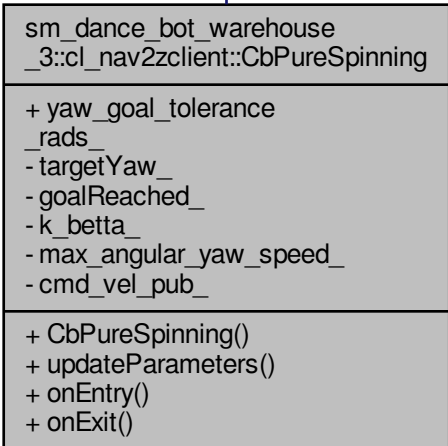 sm_dance_bot_warehouse
_3::cl_nav2zclient::CbPureSpinning
+ yaw_goal_tolerance
_rads_
- targetYaw_
- goalReached_
- k_betta_
- max_angular_yaw_speed_
- cmd_vel_pub_
+ CbPureSpinning()
+ updateParameters()
+ onEntry()
+ onExit()